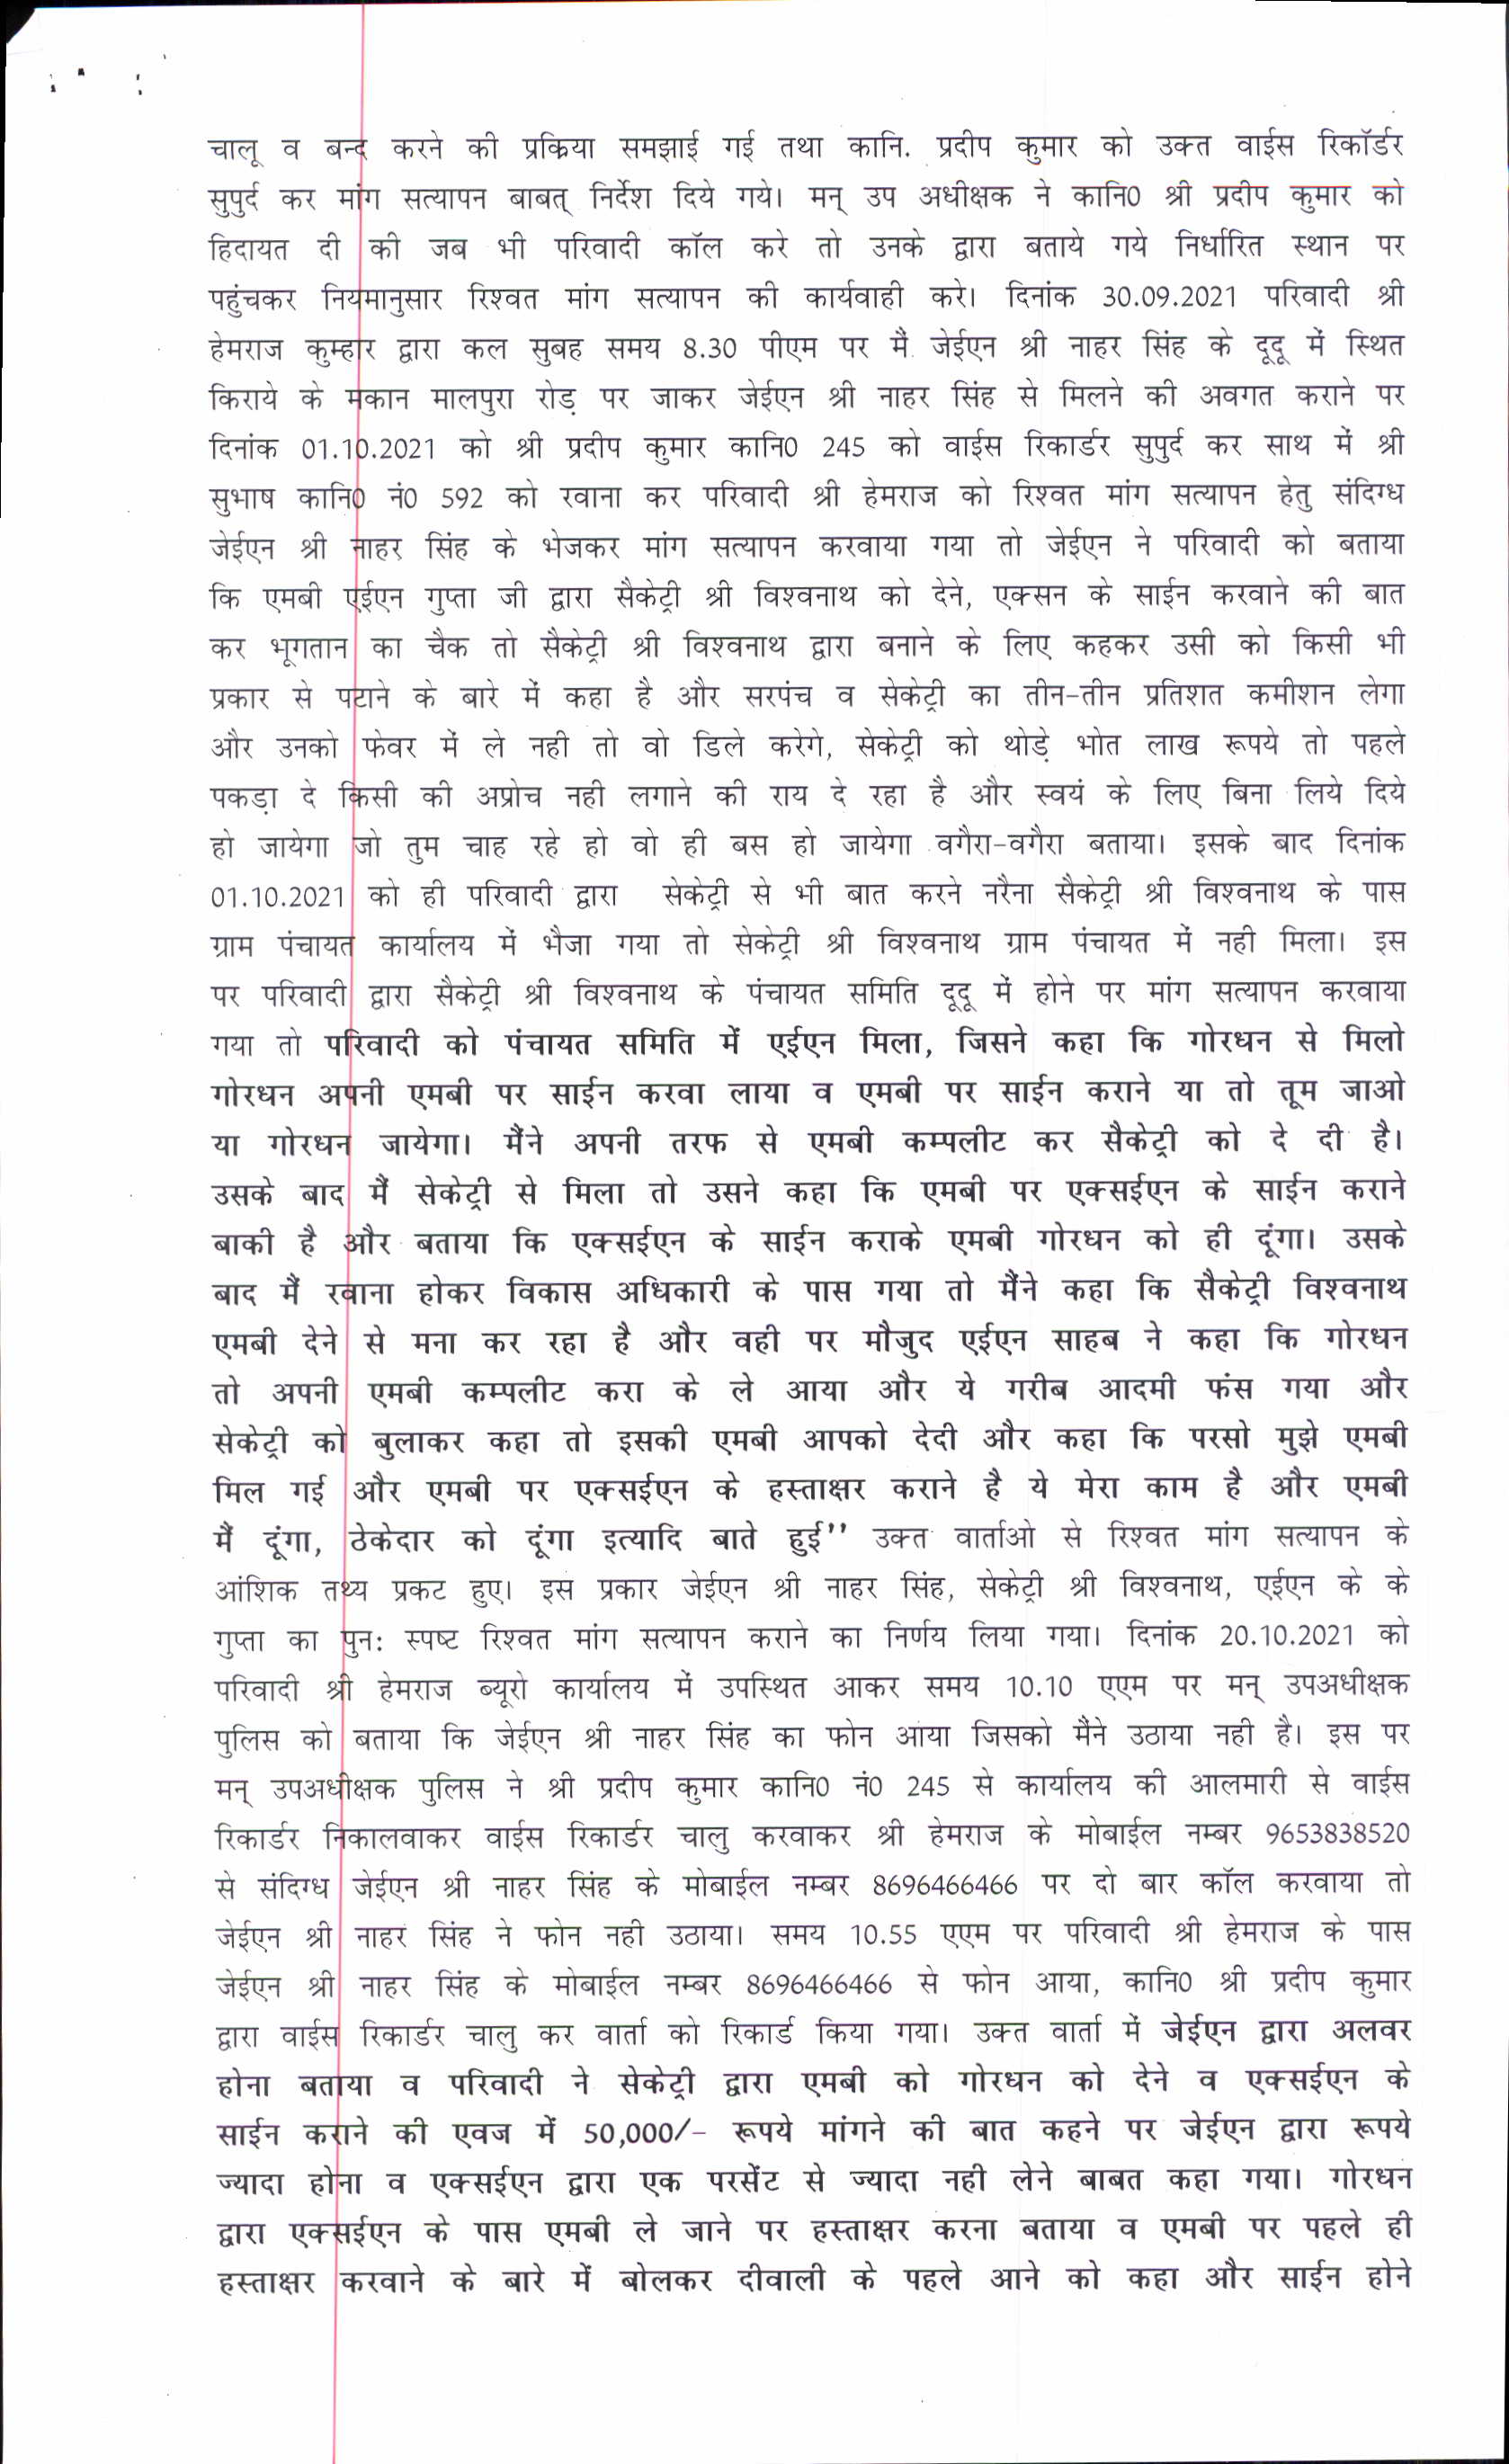 चालू व बन्द करने की प्रक्रिया समझाई गई तथा कानि. प्रदीप कुमार को उक्त वाईस रिकॉर्डर
सुपुर्द कर मांग सत्यापन बाबत् निर्देश दिये गये। मन् उप अधीक्षक ने कानि0 श्री प्रदीप कुमार को
हिदायत दी की जब भी परिवादी कॉल करे तो उनके द्वारा बताये गये निर्धारित स्थान पर
पहुंचकर नियमानुसार रिश्वत मांग सत्यापन की कार्यवाही करे। दिनांक 30.09.2021 परिवादी श्री
हेमराज कुम्हार द्वारा कल सुबह समय 8.30 पीएम पर मैं जेईएन श्री नाहर सिंह के दूदू में स्थित
किराये के मकान मालपुरा रोड़ पर जाकर जेईएन श्री नाहर सिंह से मिलने की अवगत कराने पर
दिनांक 01.10.2021 को श्री प्रदीप कुमार कानि0 245 को वाईस रिकार्डर सुपुर्द कर साथ में श्री
सुभाष कानि0 नं0 592 को रवाना कर परिवादी श्री हेमराज को रिश्वत मांग सत्यापन हेतु संदिग्ध
जेईएन श्री नाहर सिंह के भेजकर मांग सत्यापन करवाया गया तो जेईएन ने परिवादी को बताया
कि एमबी एईएन गुप्ता जी द्वारा सैकेट्री श्री विश्वनाथ को देने, एक्सन के साईन करवाने की बात
कर भूगतान का चैक तो सैकेट्री श्री विश्वनाथ द्वारा बनाने के लिए कहकर उसी को किसी भी
प्रकार से पटाने के बारे में कहा है और सरपंच व सेकेट्री का तीन-तीन प्रतिशत कमीशन लेगा
और उनको फेवर में ले नही तो वो डिले करेगे, सेकेट्री को थोड़े भोत लाख रूपये तो पहले
पकड़ा दे किसी की अप्रोच नही लगाने की राय दे रहा है और स्वयं के लिए बिना लिये दिये
हो जायेगा जो तुम चाह रहे हो वो ही बस हो जायेगा वगैरा-वगैरा बताया। इसके बाद दिनांक
01.10.2021 को ही परिवादी द्वारा सेकेट्री से भी बात करने नरैना सैकेट्री श्री विश्वनाथ के पास
ग्राम पंचायत कार्यालय में भैजा गया तो सेकेट्री श्री विश्वनाथ ग्राम पंचायत में नही मिला। इस
पर परिवादी द्वारा सैकेट्री श्री विश्वनाथ के पंचायत समिति दूदू में होने पर मांग सत्यापन करवाया
गया तो परिवादी को पंचायत समिति में एईएन मिला, जिसने कहा कि गोरधन से मिलो
गोरधन अपनी एमबी पर साईन करवा लाया व एमबी पर साईन कराने या तो तूम जाओ
या गोरधन जायेगा। मैंने अपनी तरफ से एमबी कम्पलीट कर सैकेट्री को दे दी है।
उसके बाद मैं सेकेट्री से मिला तो उसने कहा कि एमबी पर एक्सईएन के साईन कराने
बाकी है और बताया कि एक्सईएन के साईन कराके एमबी गोरधन को ही दूंगा। उसके
बाद मैं रवाना होकर विकास अधिकारी के पास गया तो मैंने कहा कि सैकेट्री विश्वनाथ
एमबी देने से मना कर रहा है और वही पर मौजुद एईएन साहब ने कहा कि गोरधन
तो अपनी एमबी कम्पलीट करा के ले आया और ये गरीब आदमी फंस गया और
सेकेट्री को बुलाकर कहा तो इसकी एमबी आपको देदी और कहा कि परसो मुझे एमबी
मिल गई और एमबी पर एक्सईएन के हस्ताक्षर कराने है ये मेरा काम है और एमबी
मैं दूंगा, ठेकेदार को दूंगा इत्यादि बाते हुई’’ उक्त वार्ताओ से रिश्वत मांग सत्यापन के
आंशिक तथ्य प्रकट हुए। इस प्रकार जेईएन श्री नाहर सिंह, सेकेट्री श्री विश्वनाथ, एईएन के के
गुप्ता का पुनः स्पष्ट रिश्वत मांग सत्यापन कराने का निर्णय लिया गया। दिनांक 20.10.2021 को
परिवादी श्री हेमराज ब्यूरो कार्यालय में उपस्थित आकर समय 10.10 एएम पर मन् उपअधीक्षक
पुलिस को बताया कि जेईएन श्री नाहर सिंह का फोन आया जिसको मैंने उठाया नही है। इस पर
मन् उपअधीक्षक पुलिस ने श्री प्रदीप कुमार कानि0 नं0 245 से कार्यालय की आलमारी से वाईस
रिकार्डर निकालवाकर वाईस रिकार्डर चालु करवाकर श्री हेमराज के मोबाईल नम्बर 9653838520
से संदिग्ध जेईएन श्री नाहर सिंह के मोबाईल नम्बर 8696466466 पर दो बार कॉल करवाया तो
जेईएन श्री नाहर सिंह ने फोन नही उठाया। समय 10.55 एएम पर परिवादी श्री हेमराज के पास
जेईएन श्री नाहर सिंह के मोबाईल नम्बर 8696466466 से फोन आया, कानि0 श्री प्रदीप कुमार
द्वारा वाईस रिकार्डर चालु कर वार्ता को रिकार्ड किया गया। उक्त वार्ता में जेईएन द्वारा अलवर
होना बताया व परिवादी ने सेकेट्री द्वारा एमबी को गोरधन को देने व एक्सईएन के
साईन कराने की एवज में 50,000/- रूपये मांगने की बात कहने पर जेईएन द्वारा रूपये
ज्यादा होना व एक्सईएन द्वारा एक परसेंट से ज्यादा नही लेने बाबत कहा गया। गोरधन
द्वारा एक्सईएन के पास एमबी ले जाने पर हस्ताक्षर करना बताया व एमबी पर पहले ही
हस्ताक्षर करवाने के बारे में बोलकर दीवाली के पहले आने को कहा और साईन होने